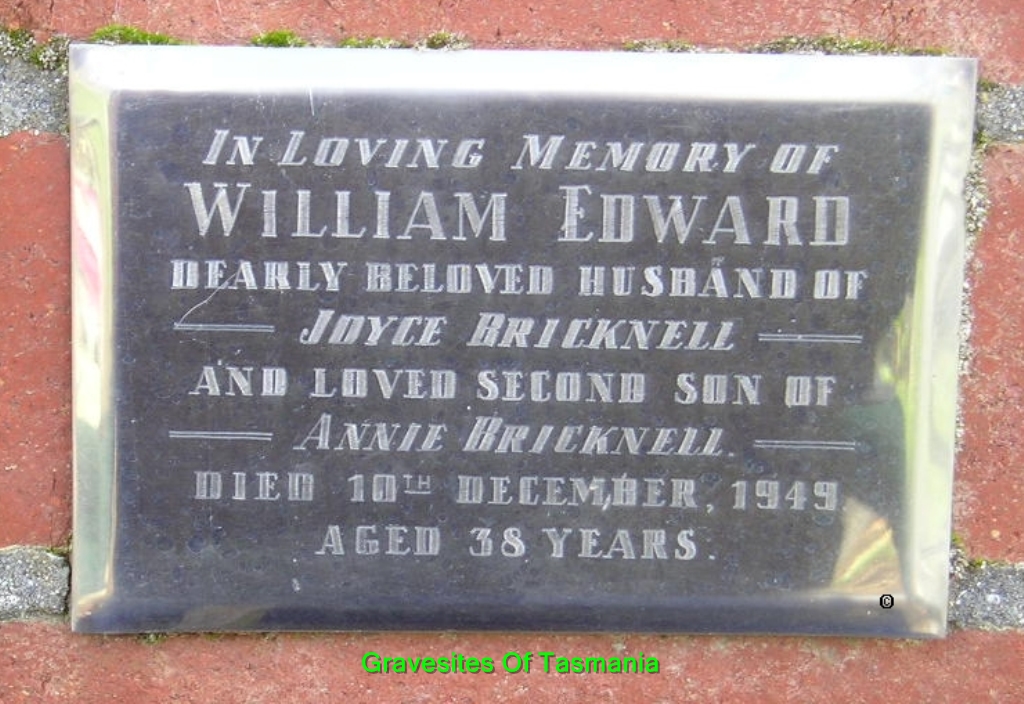 IN LOVING MEMORY OF
WILLIAM EDWARD
DEARLY BELOVED HUSBAND OF
JOYCE BRICKNELL
AND LOVED SECOND SON OF
ANNIE BRICKNELL.
DIED 10TH DECEMBER, 1949.
AGED 38 YEARS.
©
Gravesites Of Tasmania